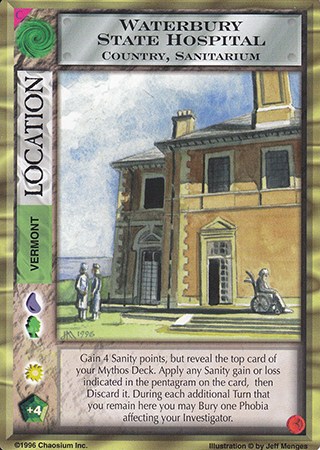 WATERBURY
STATE HOSPITAL
COUNTRY, SANITARIUM
LOCATION
VERMONT
1996
+4
Gain 4 Sanity points, but reveal the top card of
your Mythos Deck. Apply any Sanity gain or loss
indicated in the pentagram on the card, then
Discard it. During each additional Turn that
you remain here you may Bury one Phobia
affecting your Investigator.
©1996 Chaosium Inc.
Illustration © by Jeff Menges